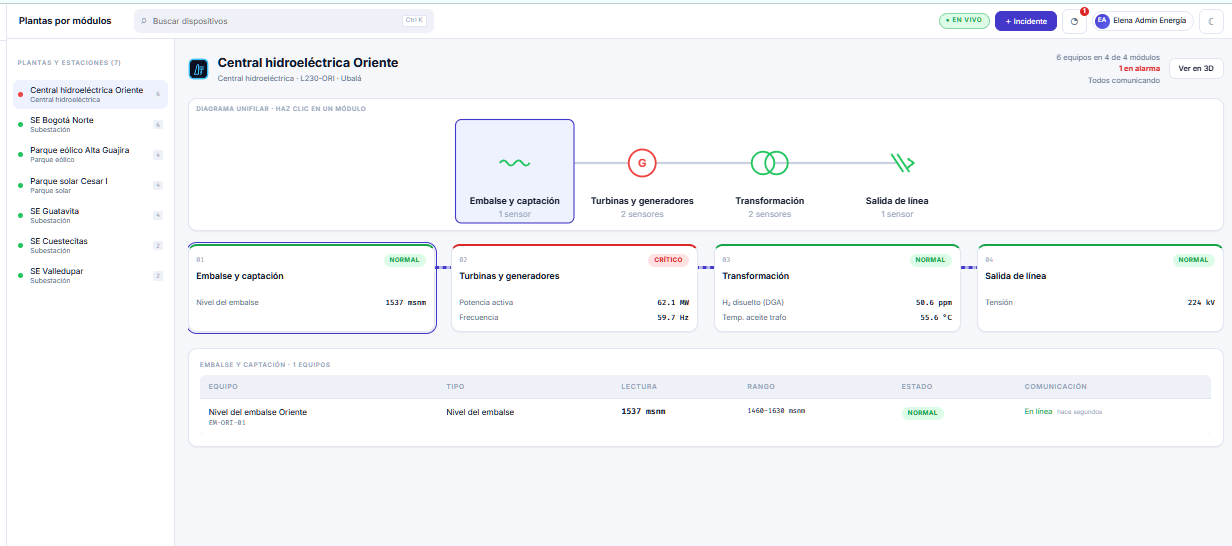 Plantas por módulos
Buscar dispositivos
Ctrl K
EN VIVO
+ Incidente
1
EA
Elena Admin Energía
PLANTAS Y ESTACIONES (7)
Central hidroeléctrica Oriente
6
Central hidroeléctrica
SE Bogotá Norte
6
Subestación
Parque eólico Alta Guajira
Parque eólico
Parque solar Cesar I
Parque solar
SE Guatavita
Subestación
SE Cuestecitas
2
Subestación
SE Valledupar
2
Subestación
Central hidroeléctrica Oriente
Central hidroeléctrica · L230-ORI · Ubalá
6 equipos en 4 de 4 módulos
1 en alarma
Todos comunicando
Ver en 3D
DIAGRAMA UNIFILAR · HAZ CLIC EN UN MÓDULO
G
Embalse y captación
1 sensor
Turbinas y generadores
2 sensores
Transformación
2 sensores
Salida de línea
1 sensor
01
NORMAL
Embalse y captación
Nivel del embalse
1537 msnm
02
CRÍTICO
Turbinas y generadores
Potencia activa
62.1 MW
Frecuencia
59.7 Hz
03
NORMAL
Transformación
H₂ disuelto (DGA)
50.6 ppm
Temp. aceite trafo
55.6 °C
04
NORMAL
Salida de línea
Tensión
224 kV
EMBALSE Y CAPTACIÓN · 1 EQUIPOS
EQUIPO
TIPO
LECTURA
RANGO
ESTADO
COMUNICACIÓN
Nivel del embalse Oriente
EM-ORI-01
Nivel del embalse
1537 msnm
1460–1630 msnm
NORMAL
En línea
hace segundos